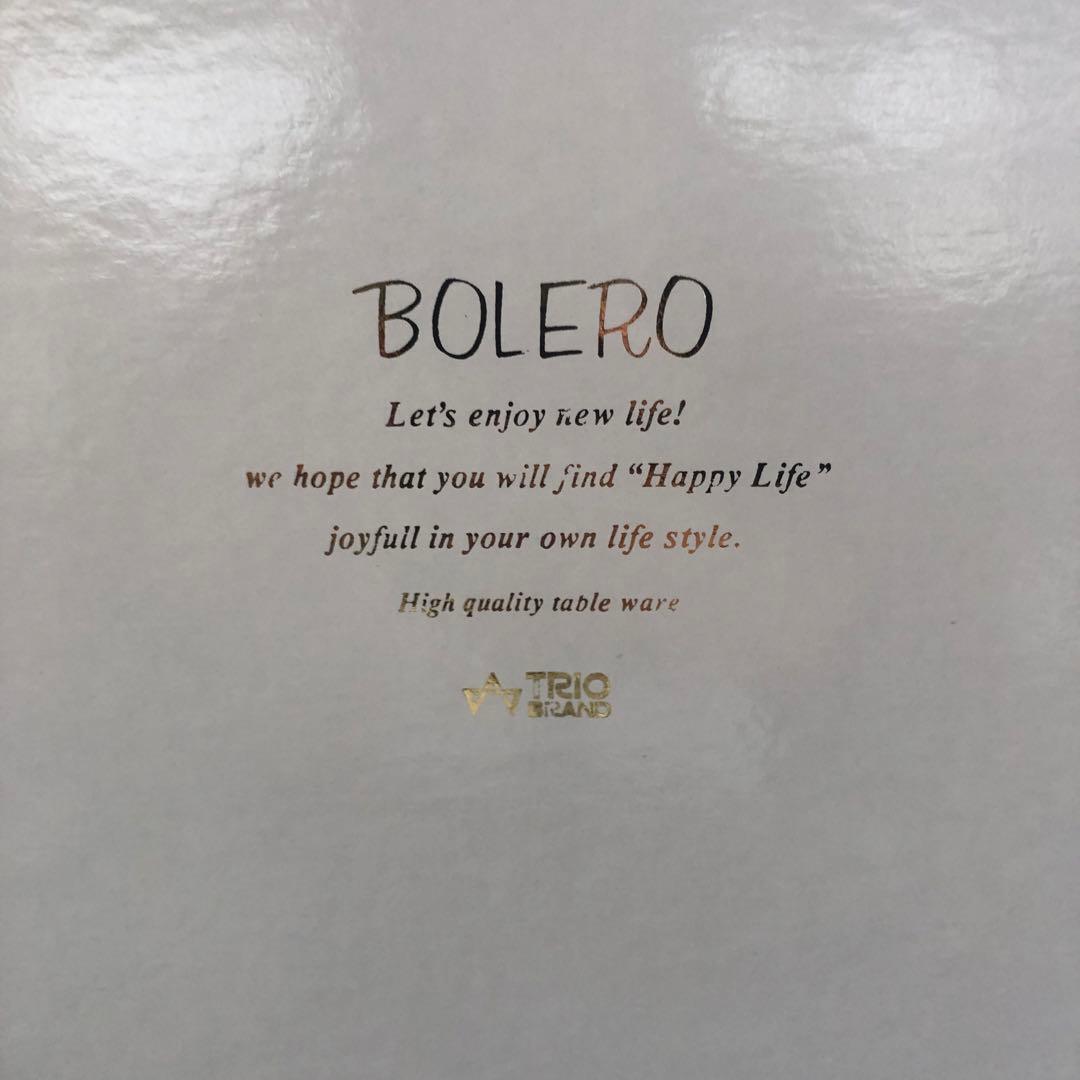 BOLERO
Let's enjoy new life!
we hope that you will find “Happy Life”
joyfull in your own life style.
High quality table ware
TRIO
BRAND